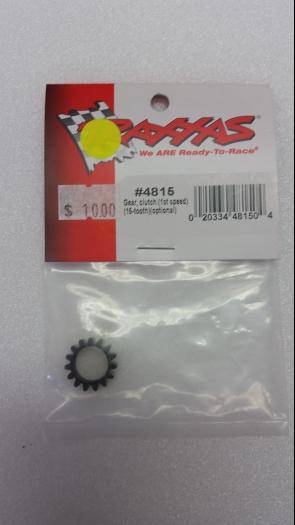 TRAXXAS
We ARE Ready-To-Race®
#4815
Gear, clutch (1st speed)
(15-tooth)(optional)
$ 10.00
0 20334 48150 4